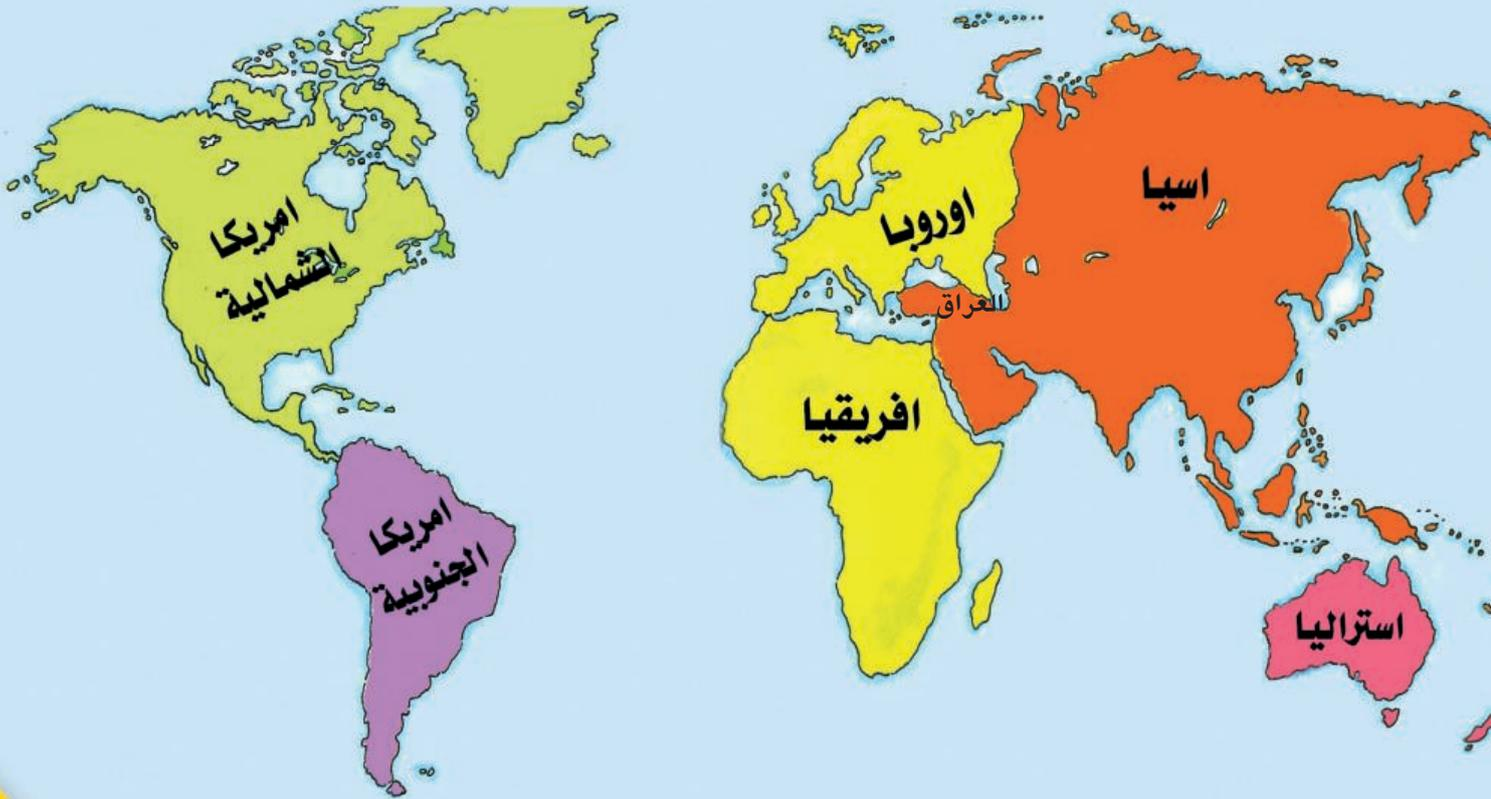 امريكا
الشمالية
اوروبا
اسيا
العراق
افريقيا
امريكا
الجنوبية
استراليا